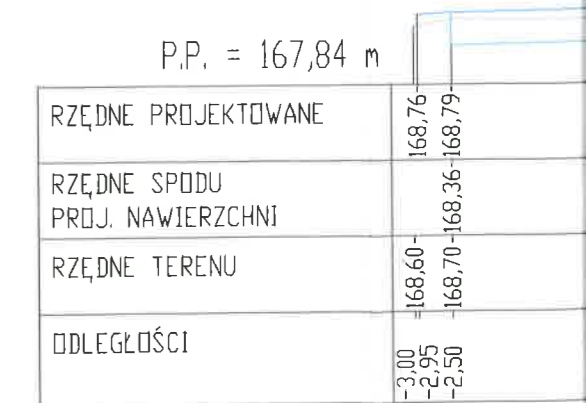 P.P. = 167,84 m
RZĘDNE PROJEKTOWANE
168,76- -168,79-
RZĘDNE SPODU
PROJ. NAWIERZCHNI
-168,36-
RZĘDNE TERENU
=168,60- -168,70-
ODLEGŁOŚCI
-3,00
-2,95
-2,50